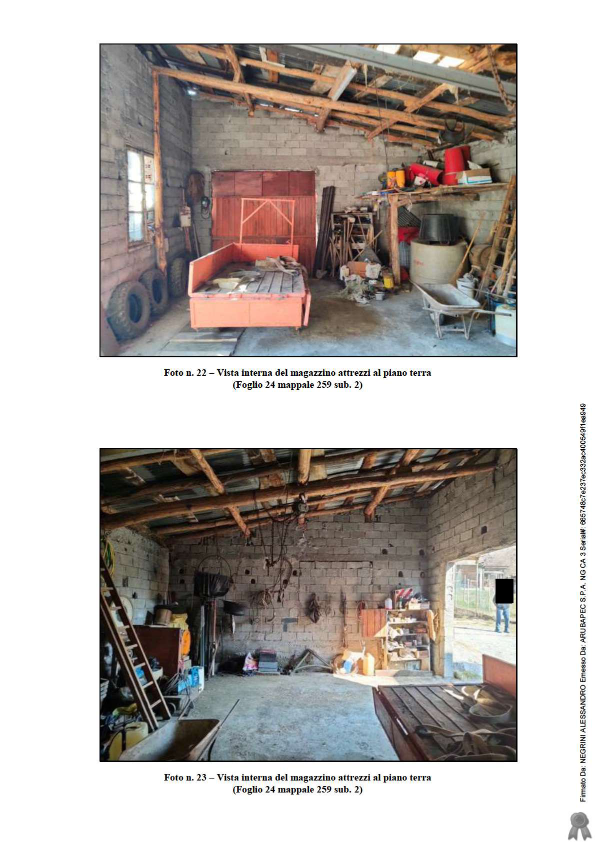 Foto n. 22 – Vista interna del magazzino attrezzi al piano terra
(Foglio 24 mappale 259 sub. 2)
Foto n. 23 – Vista interna del magazzino attrezzi al piano terra
(Foglio 24 mappale 259 sub. 2)
Firmato Da: NEGRINI ALESSANDRO Emesso Da: ARUBAPEC S.P.A. NG CA 3 Serial#: 665748c7e237ec332ac400549f1ea949